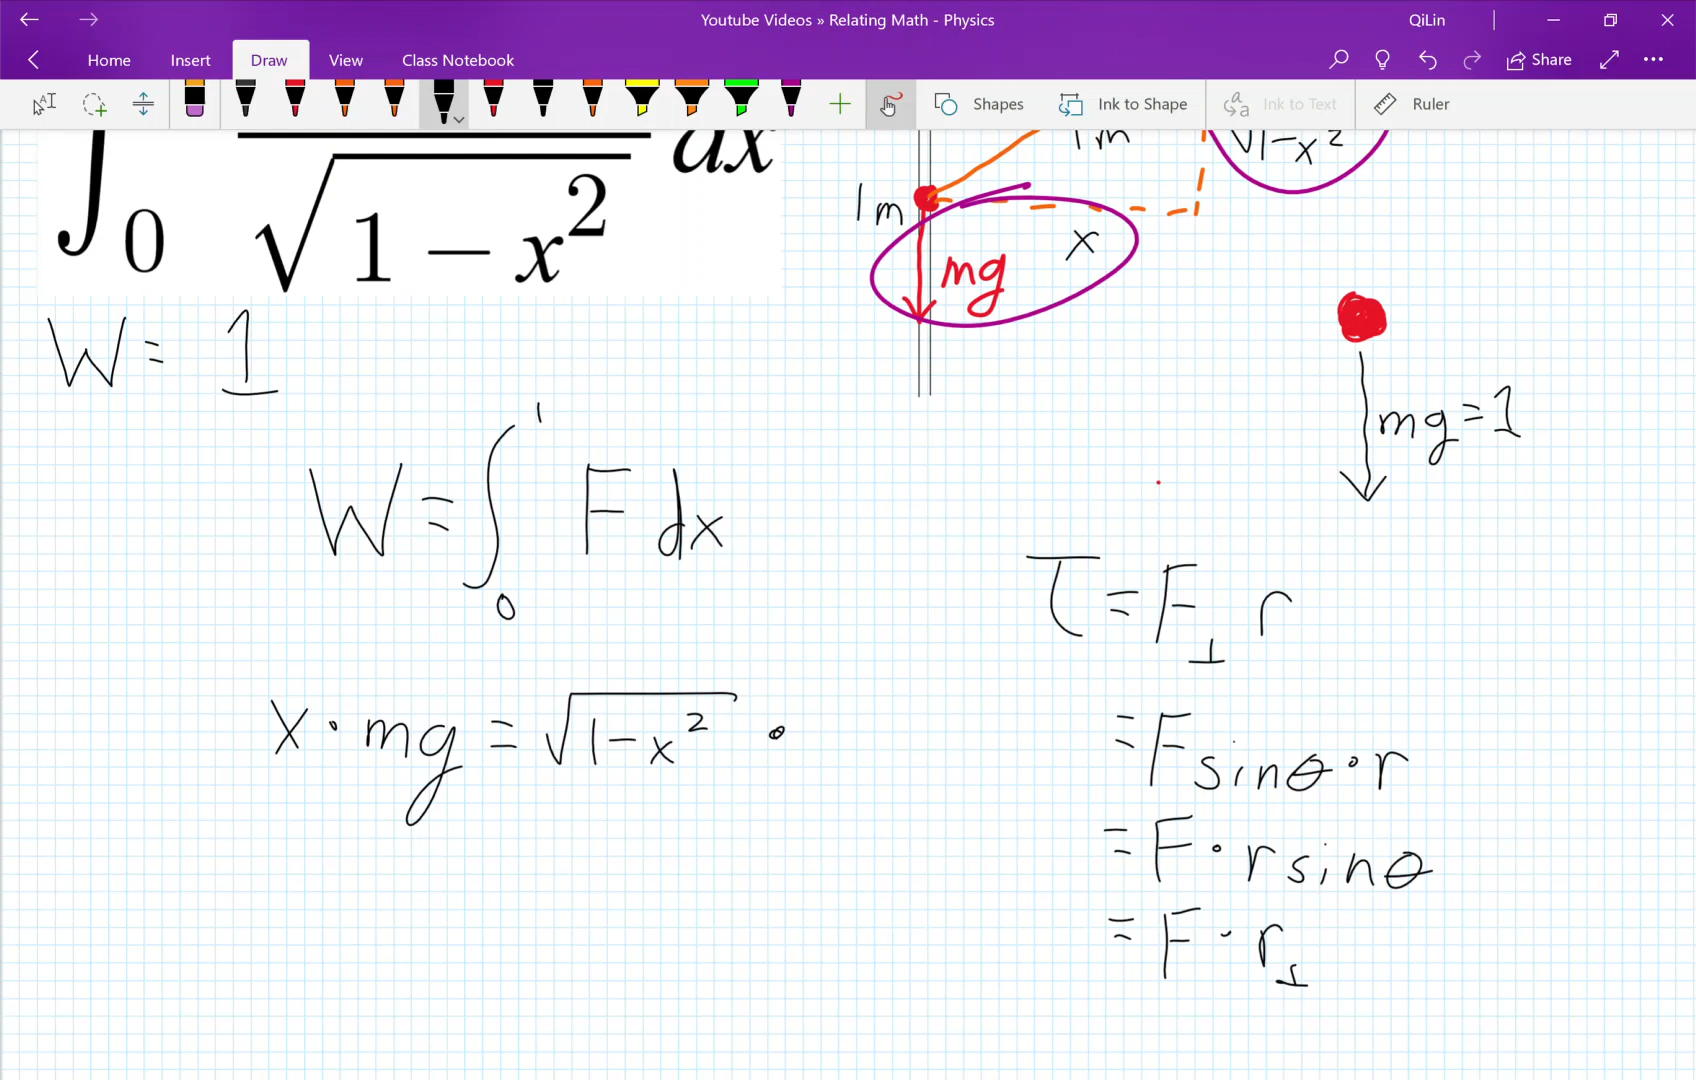 Youtube Videos » Relating Math - Physics
QiLin
Home Insert Draw View Class Notebook
Share
Shapes
Ink to Shape
Ink to Text
Ruler
∫₀ √(1 − x²) dx
1m
√1−x²
1m
mg
x
W = 1
mg = 1
W = ∫₀¹ F dx
τ = F⊥ r
x · mg = √(1−x²) ·
= F sinθ · r
= F · r sinθ
= F · r⊥